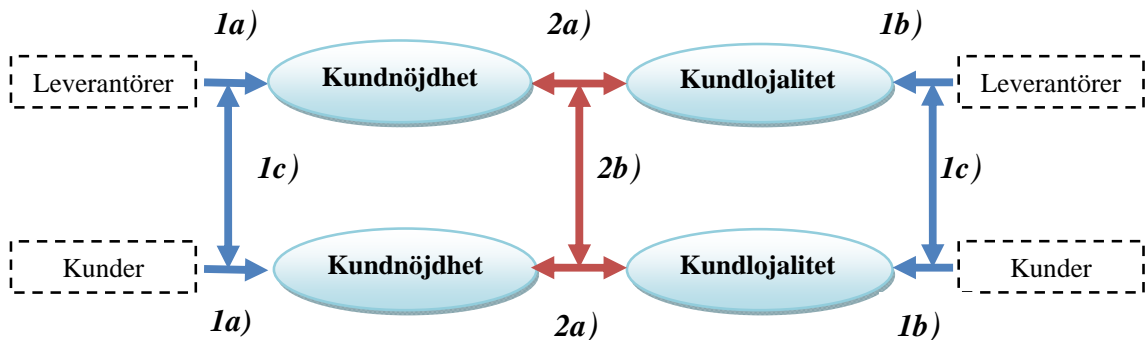 1a) 2a) 1b)
Leverantörer Kundnöjdhet Kundlojalitet Leverantörer
1c) 2b) 1c)
Kunder Kundnöjdhet Kundlojalitet Kunder
1a) 2a) 1b)